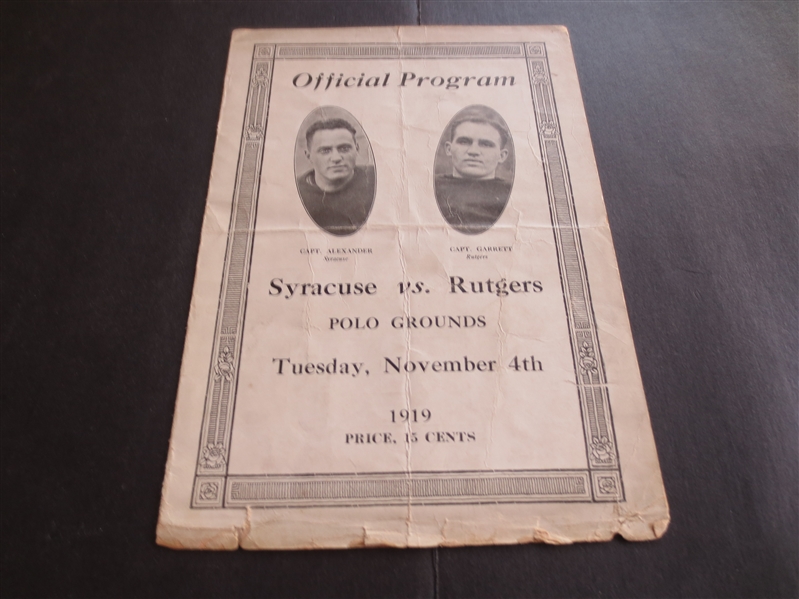 Official Program
CAPT. ALEXANDER
Syracuse
CAPT. GARRETT
Rutgers
Syracuse vs. Rutgers
POLO GROUNDS
Tuesday, November 4th
1919
PRICE, 15 CENTS